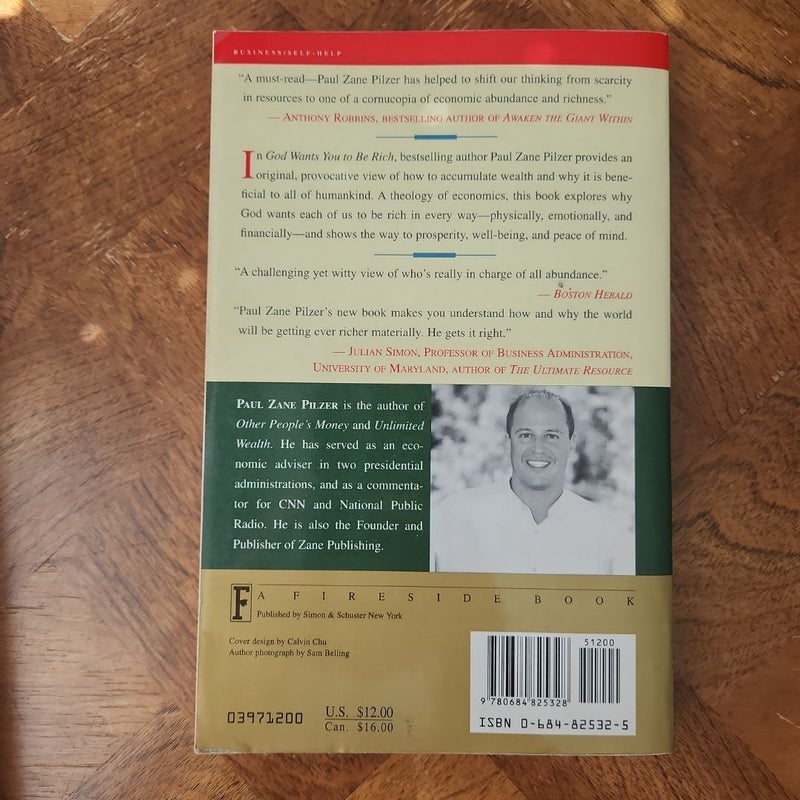 BUSINESS/SELF-HELP
“A must-read—Paul Zane Pilzer has helped to shift our thinking from scarcity
in resources to one of a cornucopia of economic abundance and richness.”
— ANTHONY ROBBINS, BESTSELLING AUTHOR OF AWAKEN THE GIANT WITHIN
In God Wants You to Be Rich, bestselling author Paul Zane Pilzer provides an
original, provocative view of how to accumulate wealth and why it is bene-
ficial to all of humankind. A theology of economics, this book explores why
God wants each of us to be rich in every way—physically, emotionally, and
financially—and shows the way to prosperity, well-being, and peace of mind.
“A challenging yet witty view of who’s really in charge of all abundance.”
— BOSTON HERALD
“Paul Zane Pilzer’s new book makes you understand how and why the world
will be getting ever richer materially. He gets it right.”
— JULIAN SIMON, PROFESSOR OF BUSINESS ADMINISTRATION,
UNIVERSITY OF MARYLAND, AUTHOR OF THE ULTIMATE RESOURCE
PAUL ZANE PILZER is the author of
Other People’s Money and Unlimited
Wealth. He has served as an eco-
nomic adviser in two presidential
administrations, and as a commenta-
tor for CNN and National Public
Radio. He is also the Founder and
Publisher of Zane Publishing.
F A FIRESIDE BOOK
Published by Simon & Schuster New York
Cover design by Calvin Chu
Author photograph by Sam Belling
03971200
U.S. $12.00
Can. $16.00
51200
9 780684 825328
ISBN 0-684-82532-5